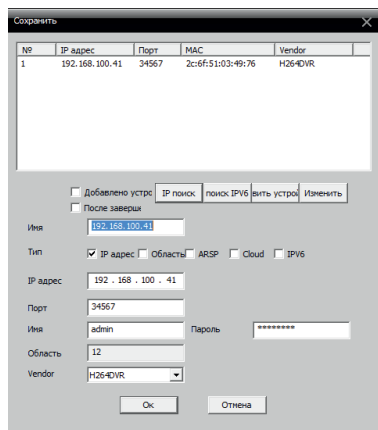 Сохранить
№ IP адрес Порт MAC Vendor
1 192.168.100.41 34567 2c:6f:51:03:49:76 H264DVR
Добавлено устрс IP поиск поиск IPV6 вить устрой Изменить
После заверши
Имя 192.168.100.41
Тип IP адрес Область ARSP Cloud IPV6
IP адрес 192 . 168 . 100 . 41
Порт 34567
Имя admin Пароль ********
Область 12
Vendor H264DVR
Ок Отмена